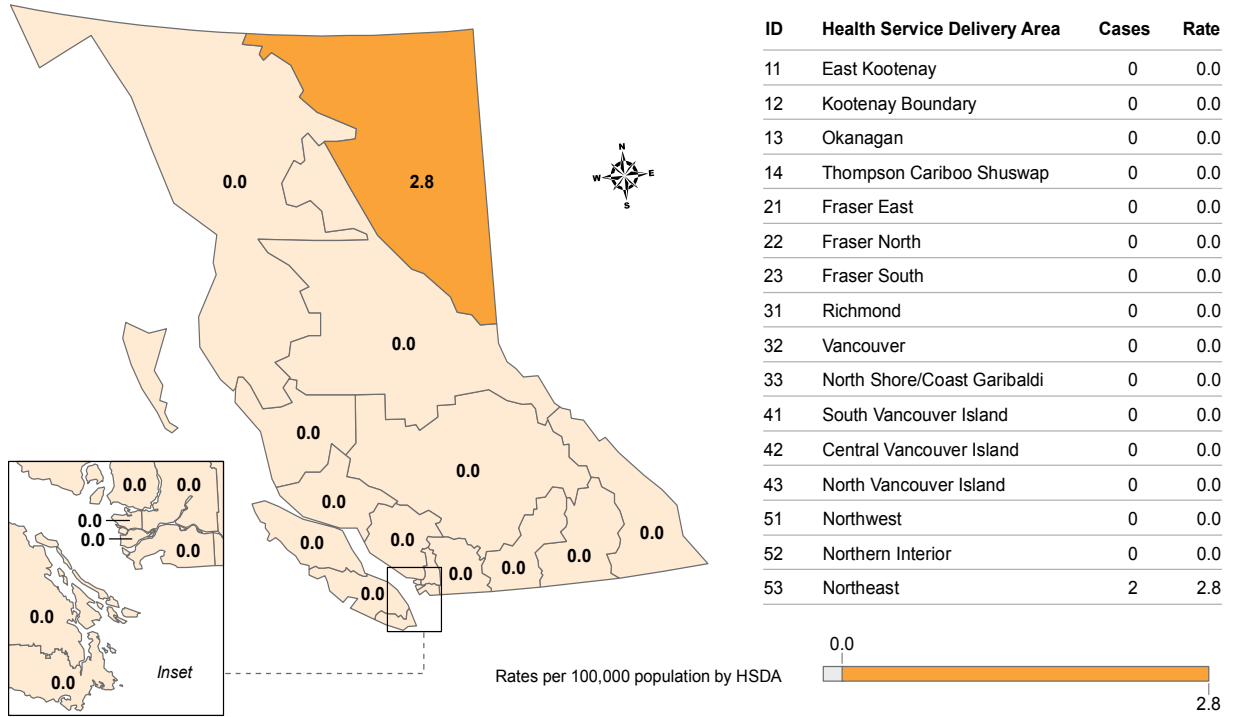 0.0
2.8
0.0
0.0
0.0
0.0
0.0
0.0
0.0
0.0
0.0
0.0
0.0
N
W E
S
0.0 0.0
0.0
0.0
0.0
0.0
0.0
Inset
ID Health Service Delivery Area Cases Rate
11 East Kootenay 0 0.0
12 Kootenay Boundary 0 0.0
13 Okanagan 0 0.0
14 Thompson Cariboo Shuswap 0 0.0
21 Fraser East 0 0.0
22 Fraser North 0 0.0
23 Fraser South 0 0.0
31 Richmond 0 0.0
32 Vancouver 0 0.0
33 North Shore/Coast Garibaldi 0 0.0
41 South Vancouver Island 0 0.0
42 Central Vancouver Island 0 0.0
43 North Vancouver Island 0 0.0
51 Northwest 0 0.0
52 Northern Interior 0 0.0
53 Northeast 2 2.8
0.0
Rates per 100,000 population by HSDA
2.8